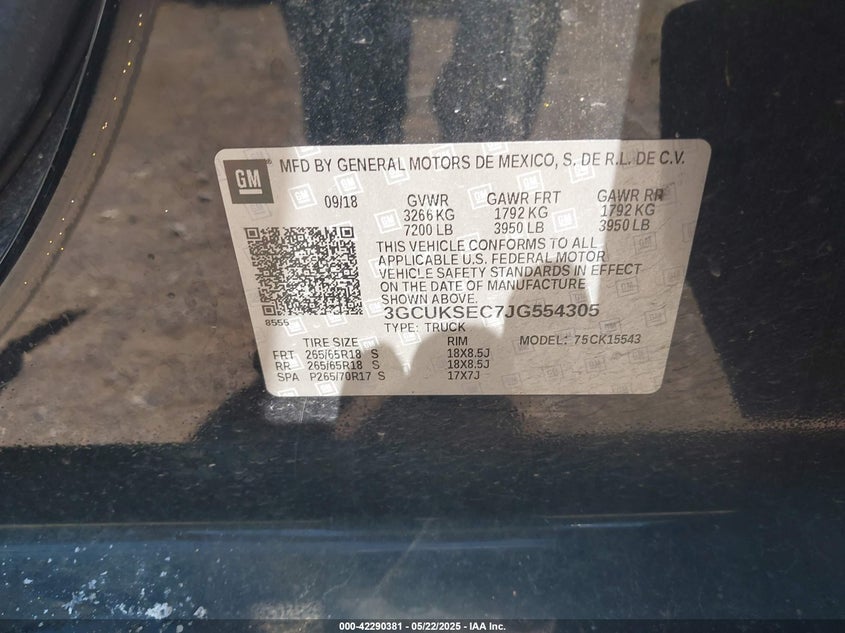 GM MFD BY GENERAL MOTORS DE MEXICO, S. DE R.L. DE C.V.
09/18 GVWR GAWR FRT GAWR RR
3266 KG 1792 KG 1792 KG
7200 LB 3950 LB 3950 LB
THIS VEHICLE CONFORMS TO ALL
APPLICABLE U.S. FEDERAL MOTOR
VEHICLE SAFETY STANDARDS IN EFFECT
ON THE DATE OF MANUFACTURE
SHOWN ABOVE.
8555 3GCUKSEC7JG554305
TYPE: TRUCK
TIRE SIZE RIM MODEL: 75CK15543
FRT 265/65R18 S 18X8.5J
RR 265/65R18 S 18X8.5J
SPA P265/70R17 S 17X7J
000-42290381 - 05/22/2025 - IAA Inc.